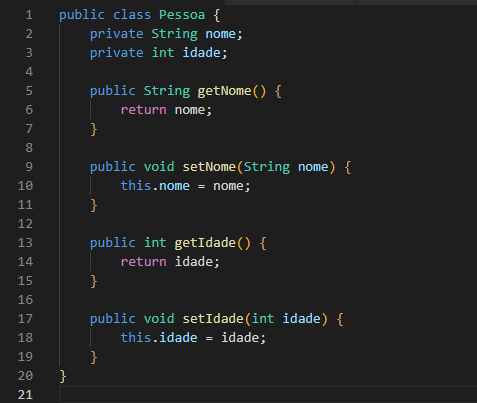 1 public class Pessoa {
2     private String nome;
3     private int idade;
4
5     public String getNome() {
6         return nome;
7     }
8
9     public void setNome(String nome) {
10         this.nome = nome;
11     }
12
13     public int getIdade() {
14         return idade;
15     }
16
17     public void setIdade(int idade) {
18         this.idade = idade;
19     }
20 }
21